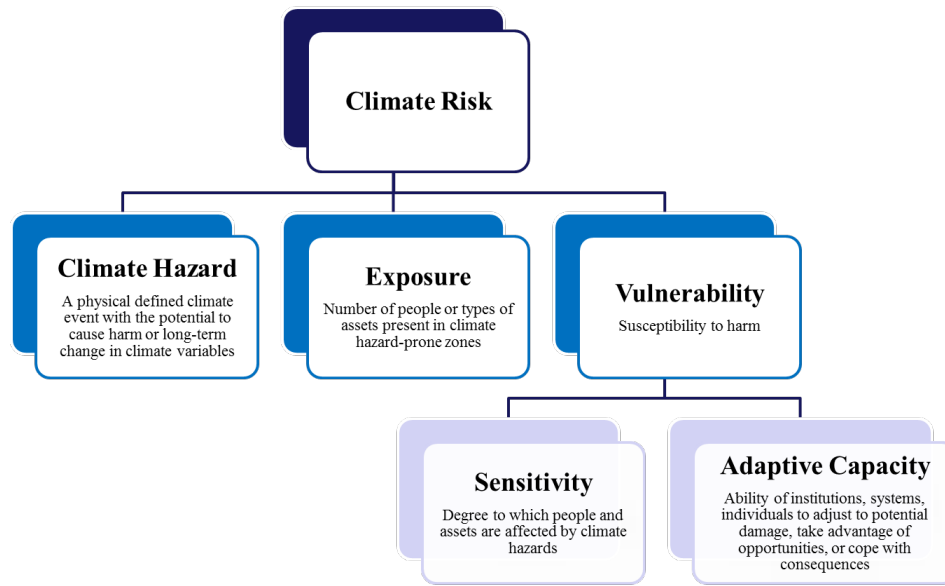 Climate Risk
Climate Hazard
A physical defined climate
event with the potential to
cause harm or long-term
change in climate variables
Exposure
Number of people or types of
assets present in climate
hazard-prone zones
Vulnerability
Susceptibility to harm
Sensitivity
Degree to which people and
assets are affected by climate
hazards
Adaptive Capacity
Ability of institutions, systems,
individuals to adjust to potential
damage, take advantage of
opportunities, or cope with
consequences